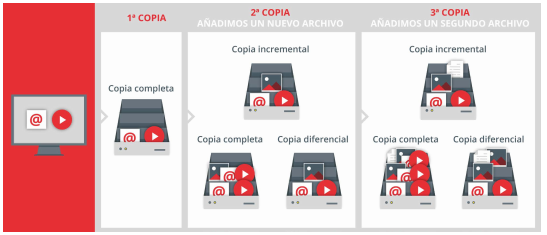 1ª COPIA
2ª COPIA
AÑADIMOS UN NUEVO ARCHIVO
3ª COPIA
AÑADIMOS UN SEGUNDO ARCHIVO
Copia completa
Copia incremental
Copia completa
Copia diferencial
Copia incremental
Copia completa
Copia diferencial